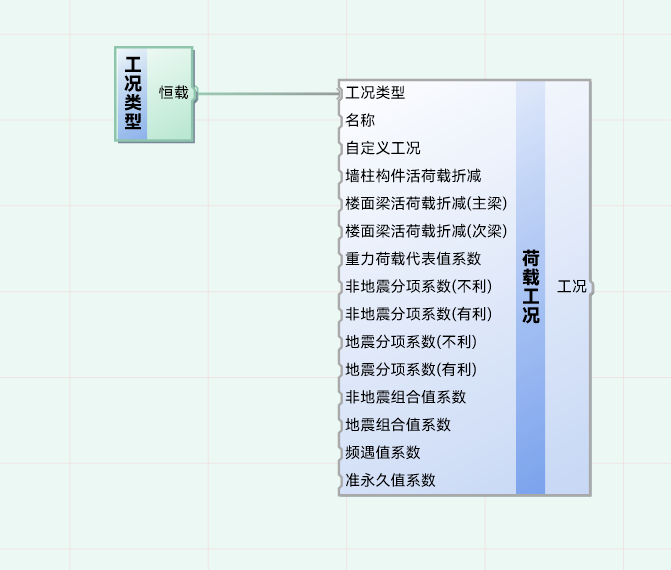 工况类型
恒载
工况类型
名称
自定义工况
墙柱构件活荷载折减
楼面梁活荷载折减(主梁)
楼面梁活荷载折减(次梁)
重力荷载代表值系数
非地震分项系数(不利)
非地震分项系数(有利)
地震分项系数(不利)
地震分项系数(有利)
非地震组合值系数
地震组合值系数
频遇值系数
准永久值系数
荷载工况
工况